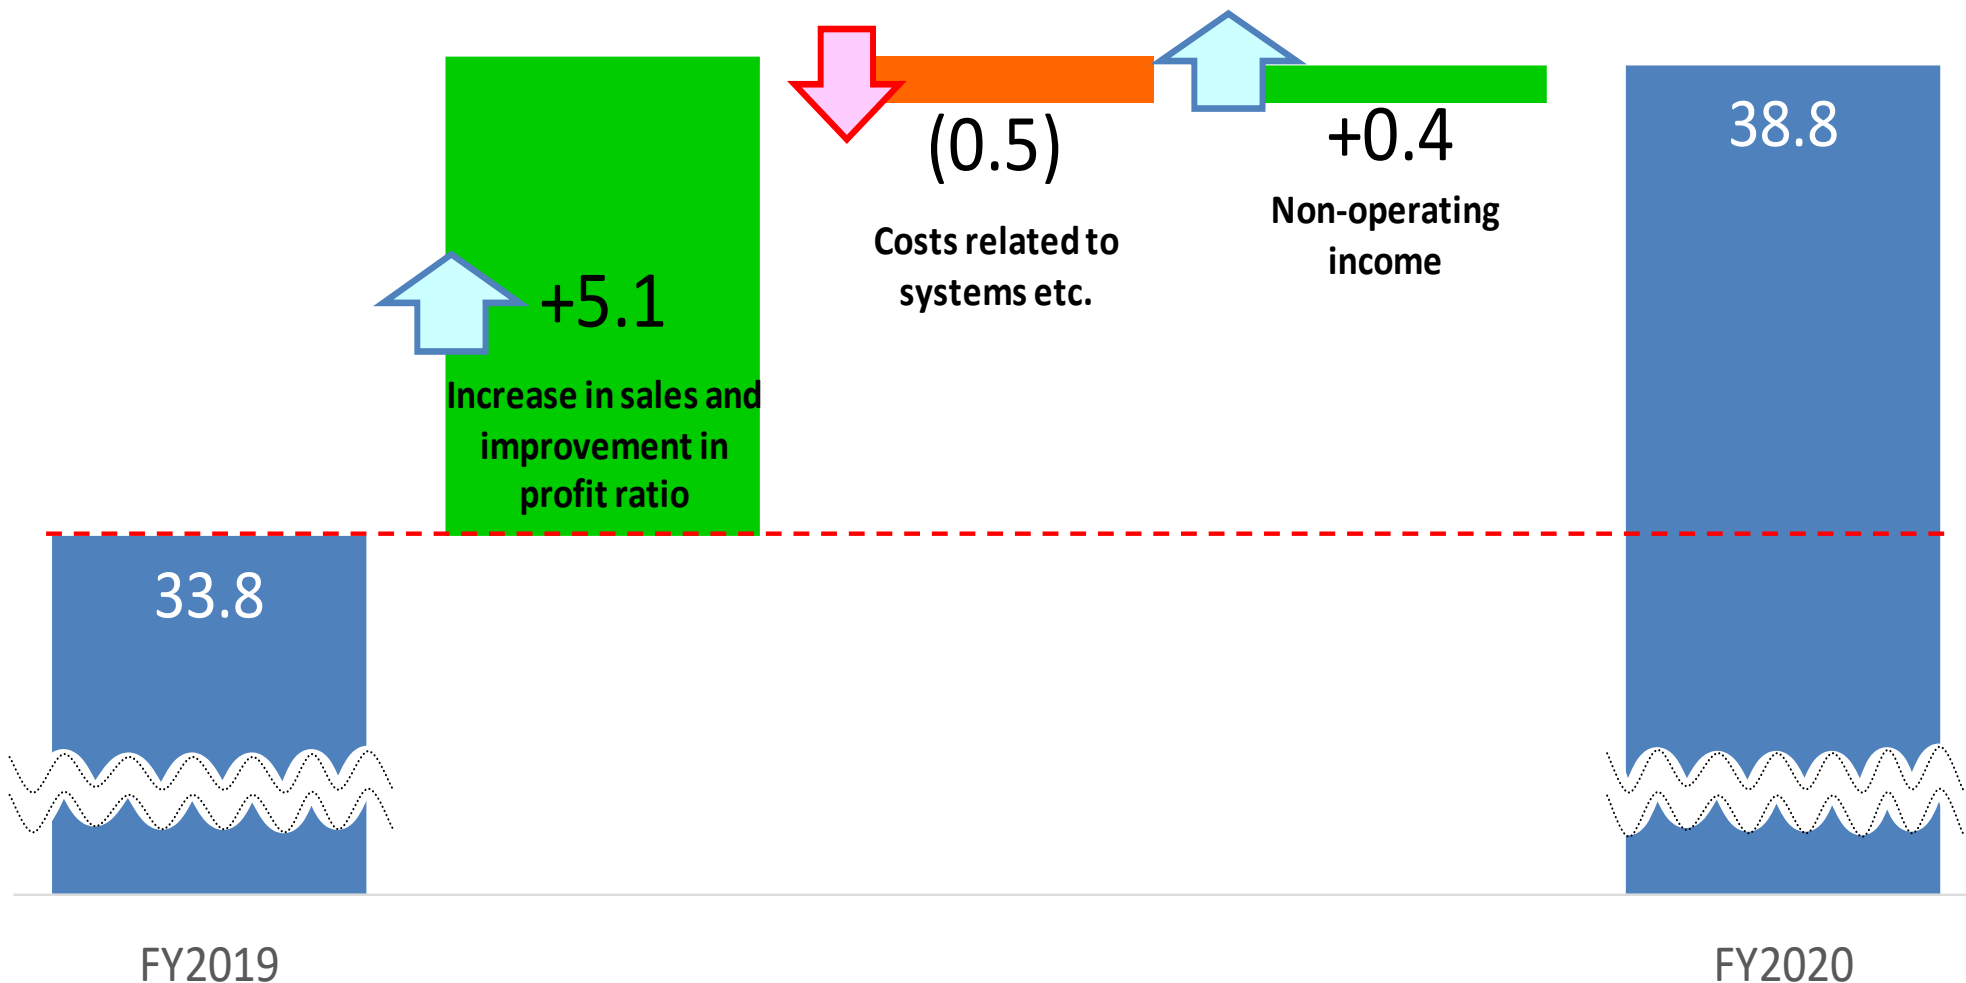 33.8
+5.1
Increase in sales and
improvement in
profit ratio
(0.5)
Costs related to
systems etc.
+0.4
Non-operating
income
38.8
FY2019
FY2020